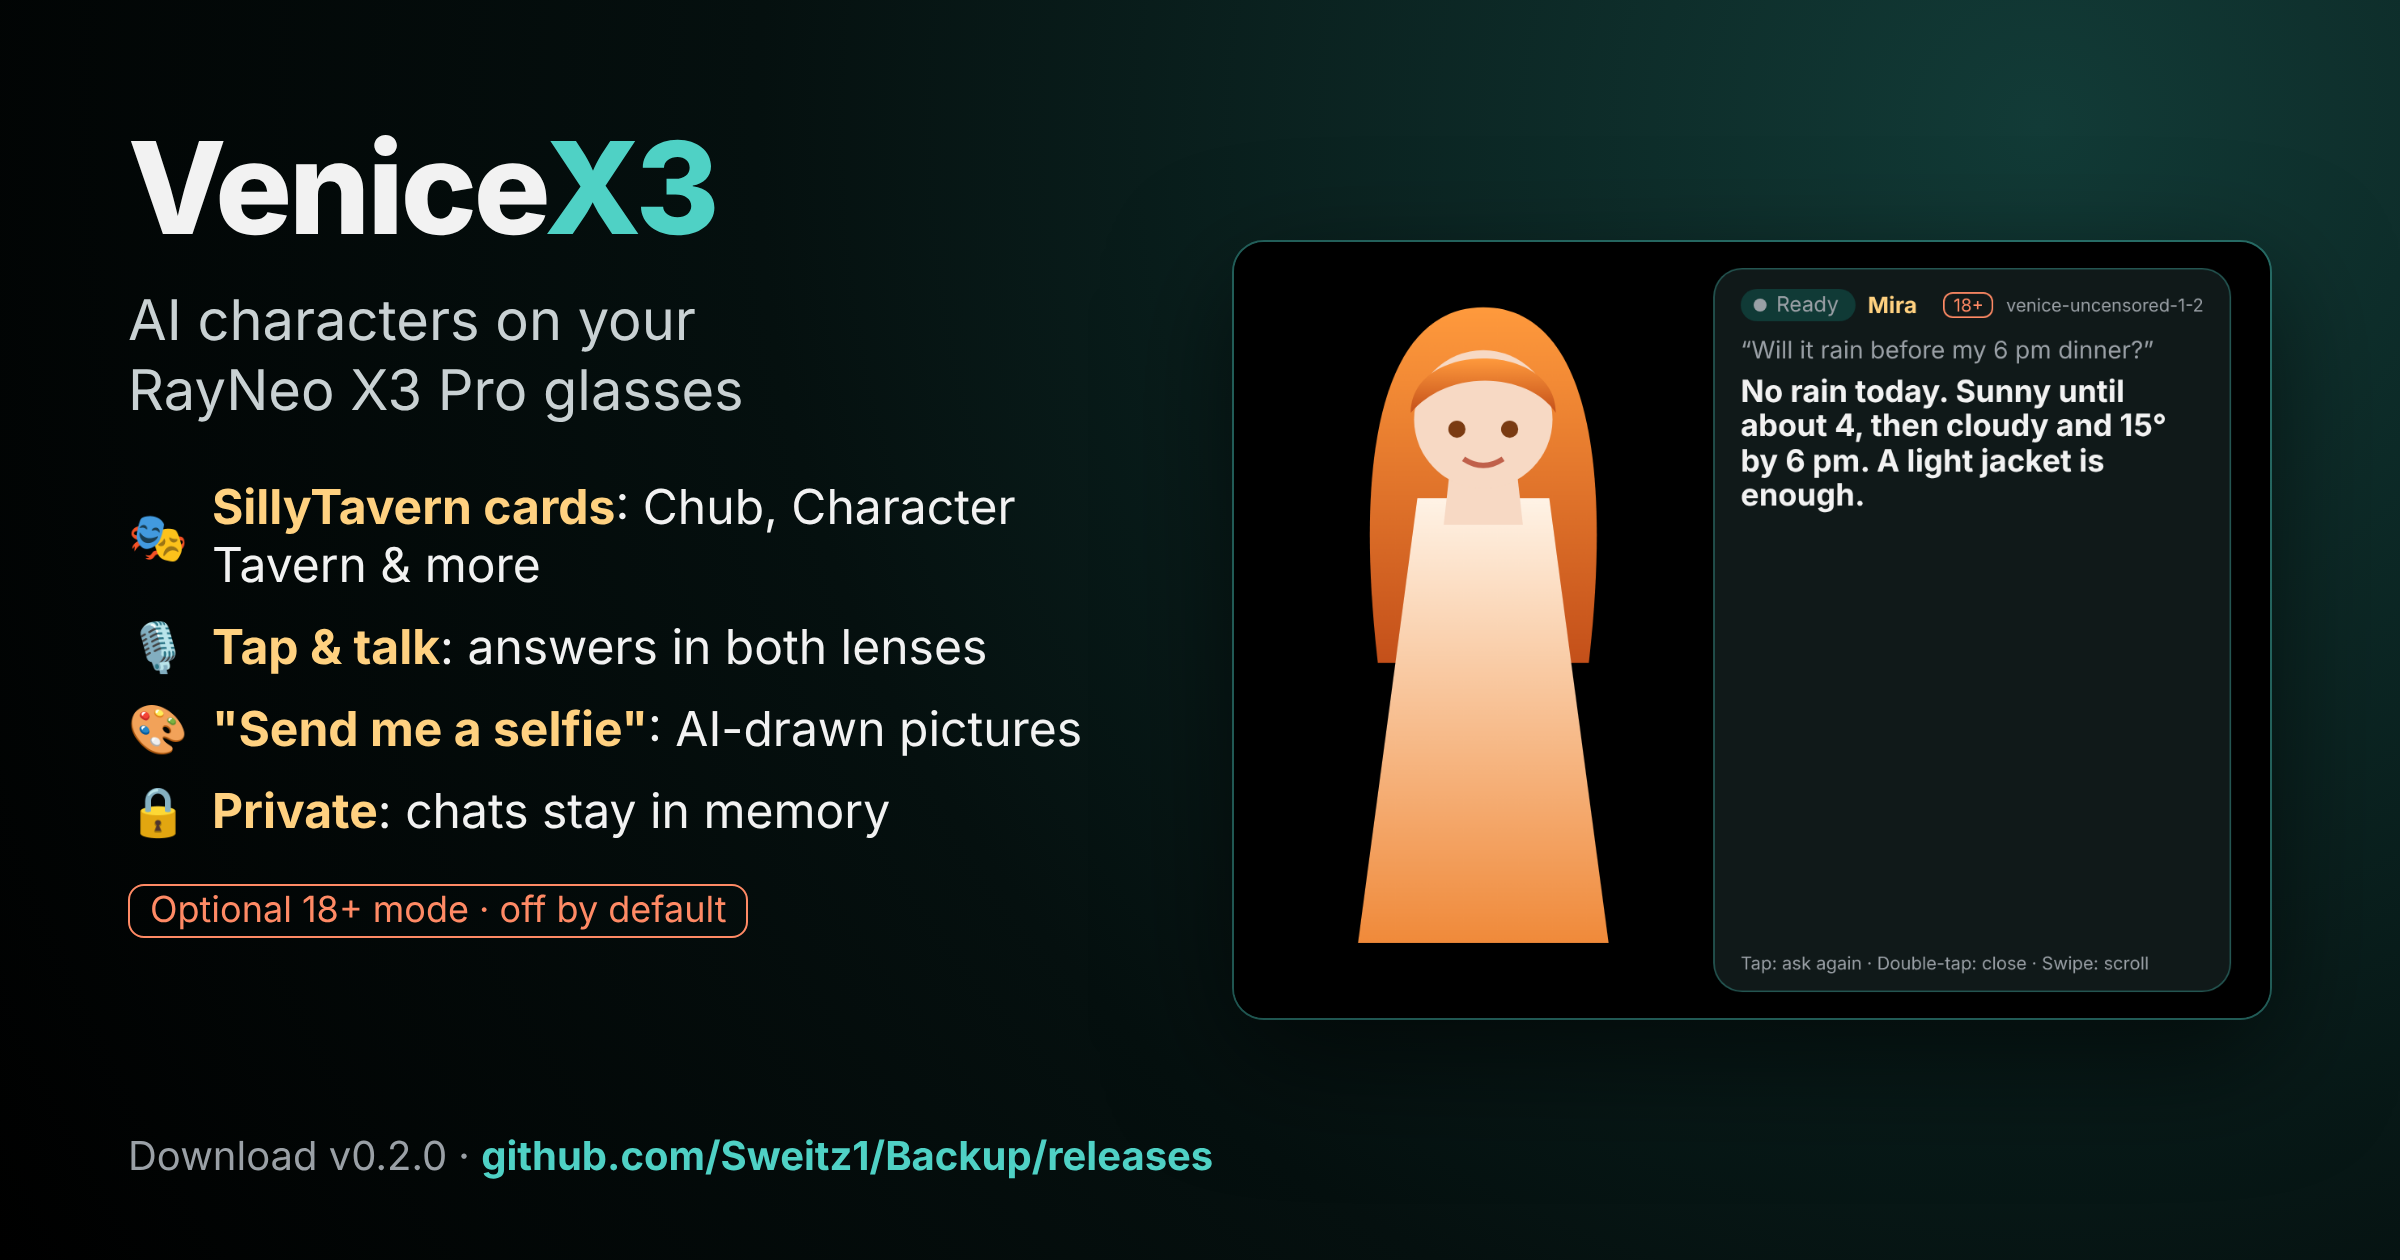 VeniceX3
AI characters on your
RayNeo X3 Pro glasses
SillyTavern cards: Chub, Character
Tavern & more
Tap & talk: answers in both lenses
"Send me a selfie": AI-drawn pictures
Private: chats stay in memory
Optional 18+ mode · off by default
Download v0.2.0 · github.com/Sweitz1/Backup/releases
Ready Mira 18+ venice-uncensored-1-2
“Will it rain before my 6 pm dinner?”
No rain today. Sunny until
about 4, then cloudy and 15°
by 6 pm. A light jacket is
enough.
Tap: ask again · Double-tap: close · Swipe: scroll